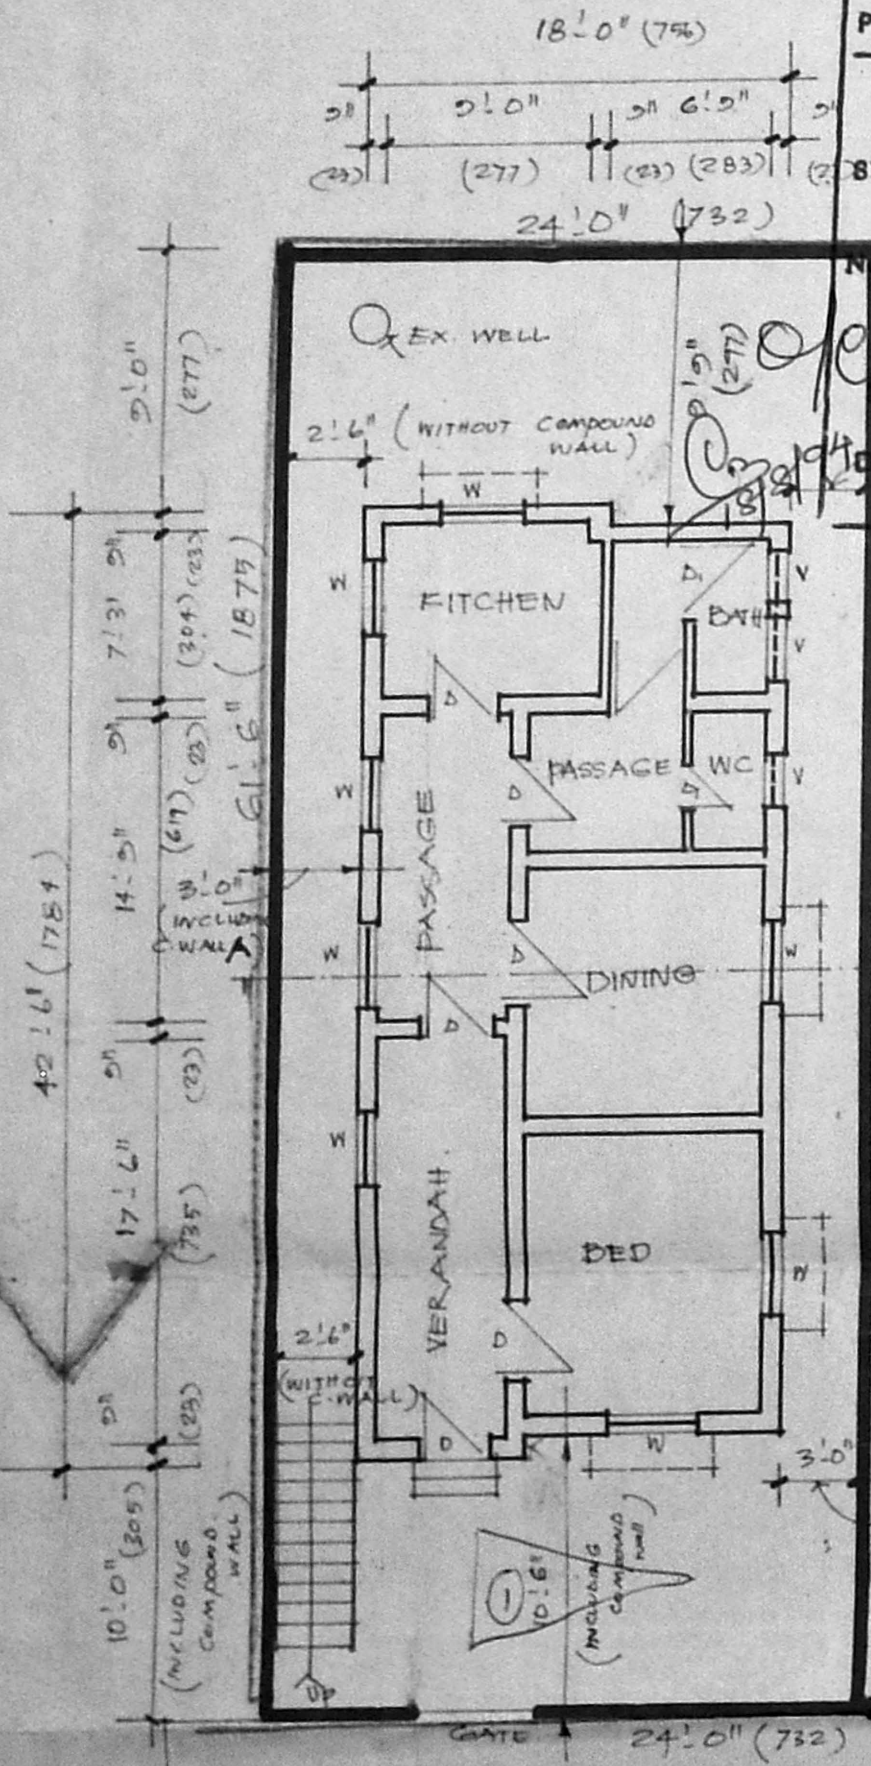 18'-0" (756)
9" 9'-0" 9" 6'-9" 9"
(23) (277) (23) (283)
24'-0" (732)
EX. WELL
9'-0"
(277)
9'-9"
(297)
2'-6" (WITHOUT COMPOUND
WALL)
W
W
KITCHEN
D,
BATH
V
V
9"
(23)
7'-3"
(304)
61'-6" (1875)
D
9"
(23)
W
PASSAGE
D
PASSAGE
D
WC
V
14'-9"
(617)
42'-6" (1784)
3'-0"
(INCLUDING
C-WALL)
W
D
DINING
W
D
9"
(23)
W
17'-6"
(735)
VERANDAH.
BED
W
D
2'-6"
(WITHOUT
C-WALL)
9"
(23)
D
W
3'-0"
10'-0" (305)
(INCLUDING
COMPOUND
WALL)
10'-6"
(INCLUDING
COMPOUND
WALL)
UP
GATE
24'-0" (732)